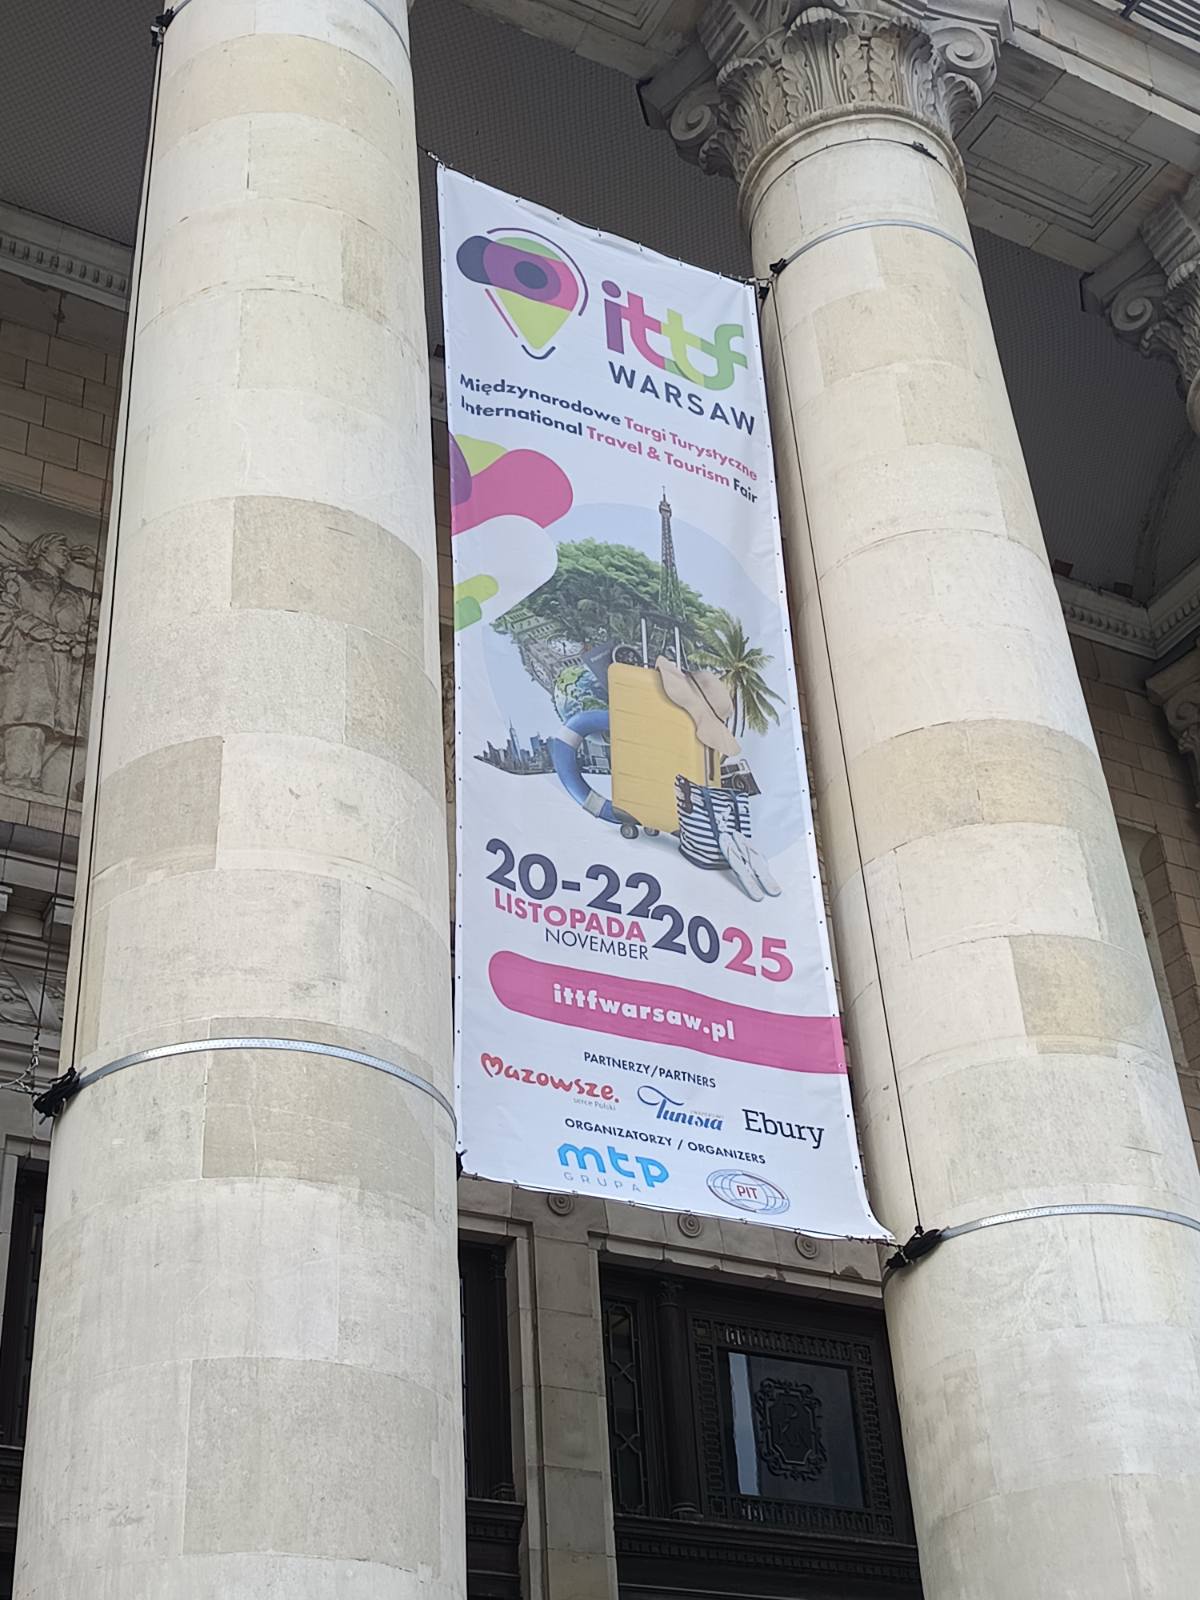 ittf
WARSAW
Międzynarodowe Targi Turystyczne
International Travel & Tourism Fair
20-22
LISTOPADA
NOVEMBER
2025
ittfwarsaw.pl
PARTNERZY/PARTNERS
mazowsze.
serce Polski
Tunisia
Ebury
ORGANIZATORZY / ORGANIZERS
mtp
GRUPA
PIT